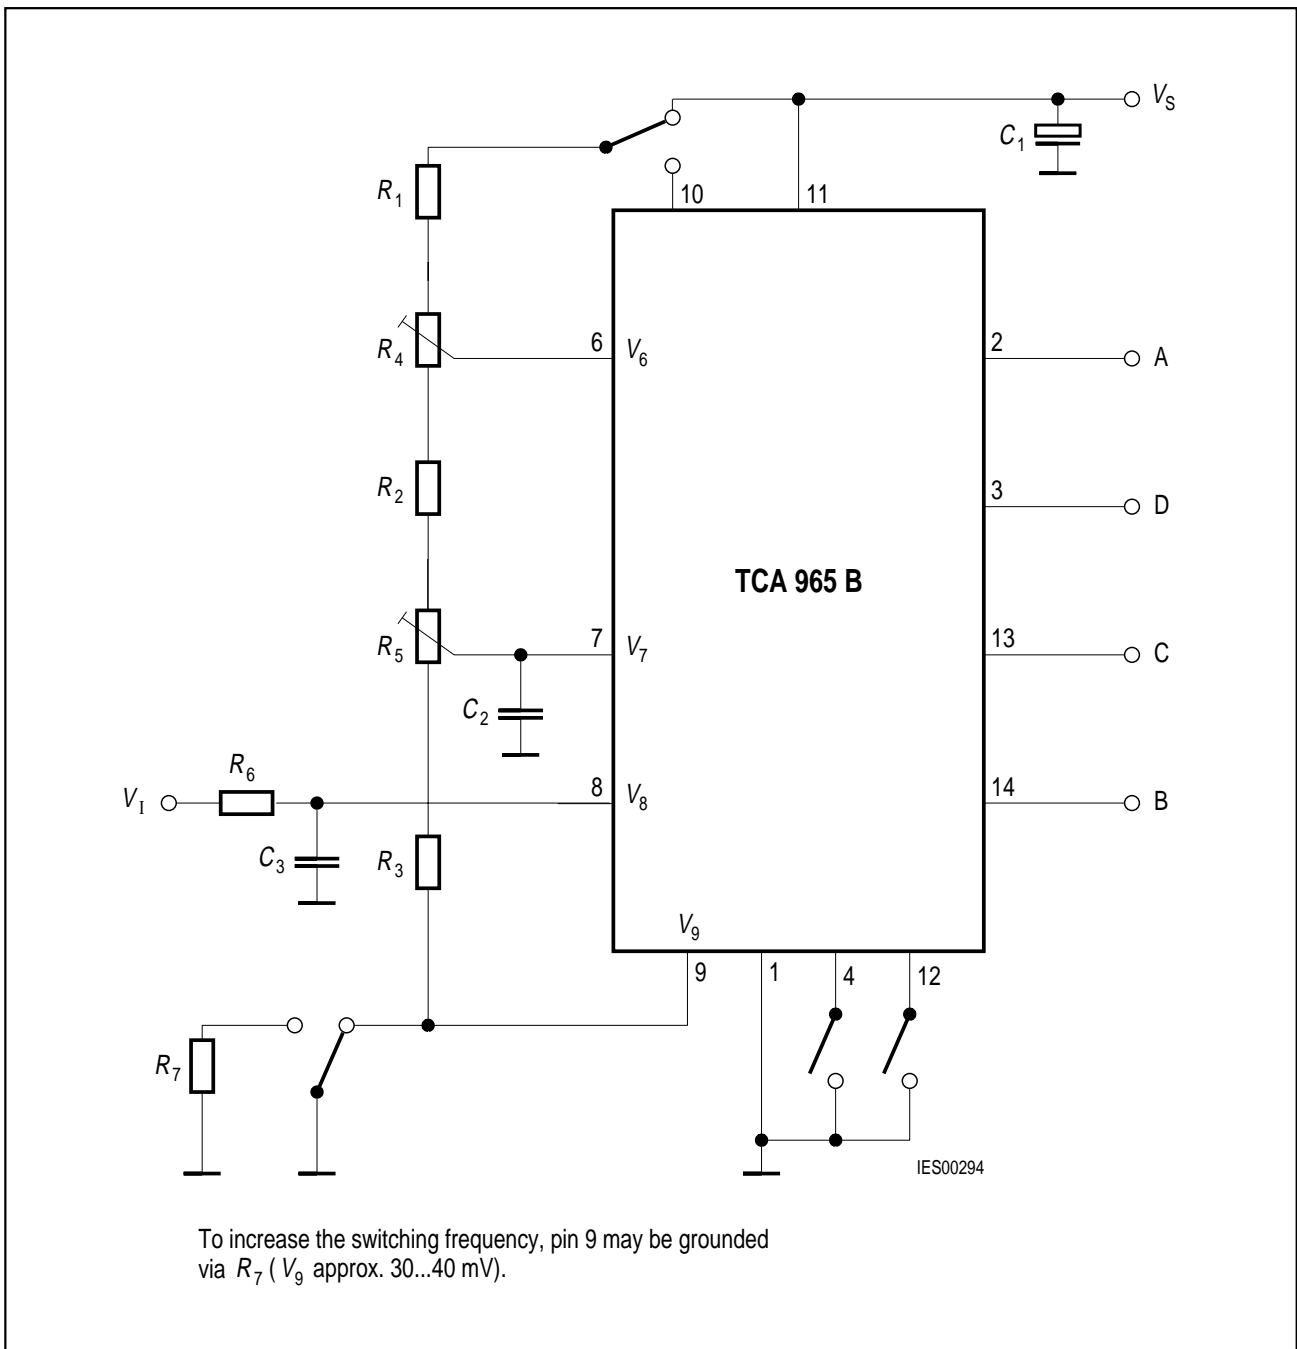 V_S
C_1
R_1
10
11
R_4
6
V_6
2
A
R_2
3
D
TCA 965 B
R_5
7
V_7
13
C
C_2
R_6
V_I
8
V_8
14
B
C_3
R_3
V_9
9
1
4
12
R_7
IES00294
To increase the switching frequency, pin 9 may be grounded
via R_7 ( V_9 approx. 30...40 mV).